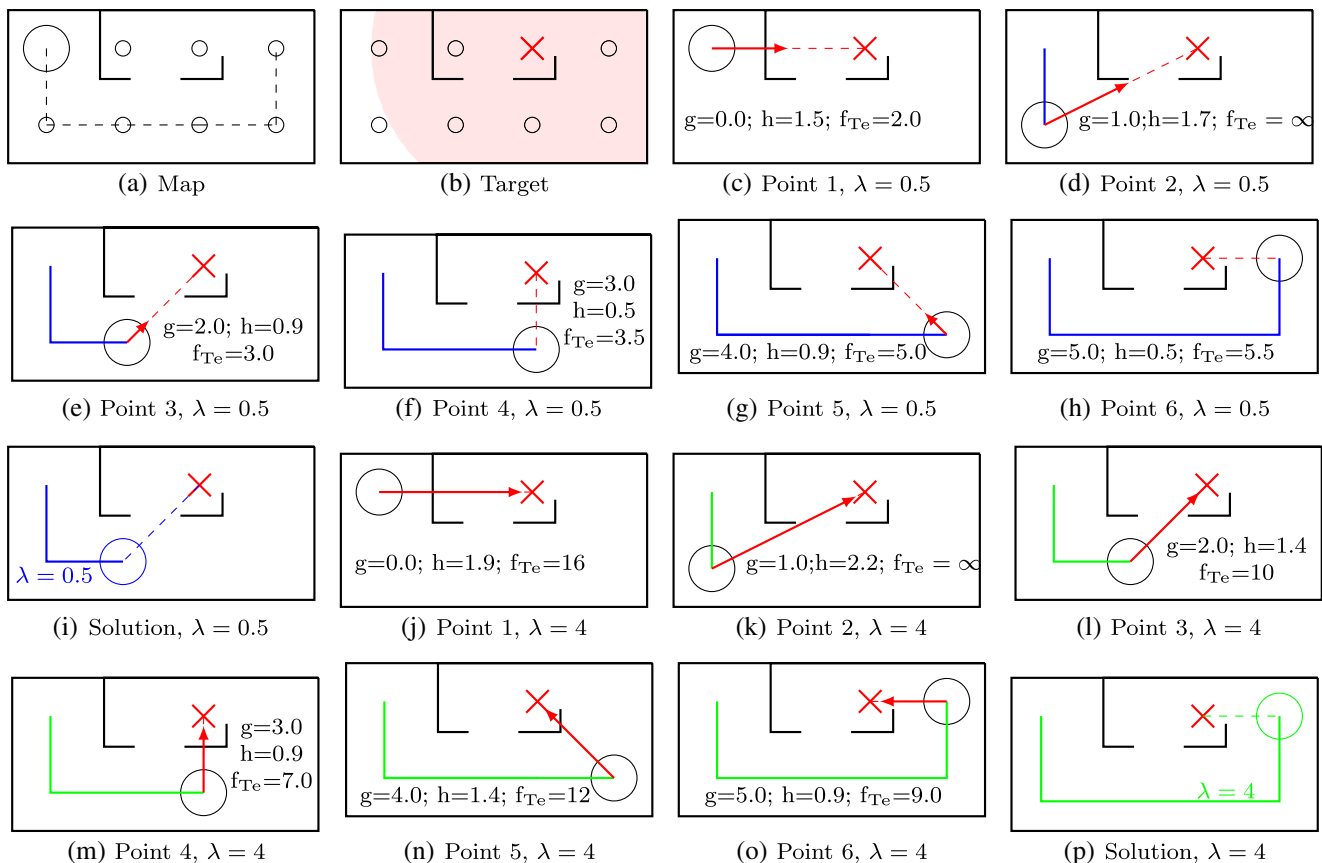 (a) Map
(b) Target
g=0.0; h=1.5; f_Te=2.0
(c) Point 1, λ = 0.5
g=1.0;h=1.7; f_Te = ∞
(d) Point 2, λ = 0.5
g=2.0; h=0.9
f_Te=3.0
(e) Point 3, λ = 0.5
g=3.0
h=0.5
f_Te=3.5
(f) Point 4, λ = 0.5
g=4.0; h=0.9; f_Te=5.0
(g) Point 5, λ = 0.5
g=5.0; h=0.5; f_Te=5.5
(h) Point 6, λ = 0.5
λ = 0.5
(i) Solution, λ = 0.5
g=0.0; h=1.9; f_Te=16
(j) Point 1, λ = 4
g=1.0;h=2.2; f_Te = ∞
(k) Point 2, λ = 4
g=2.0; h=1.4
f_Te=10
(l) Point 3, λ = 4
g=3.0
h=0.9
f_Te=7.0
(m) Point 4, λ = 4
g=4.0; h=1.4; f_Te=12
(n) Point 5, λ = 4
g=5.0; h=0.9; f_Te=9.0
(o) Point 6, λ = 4
λ = 4
(p) Solution, λ = 4